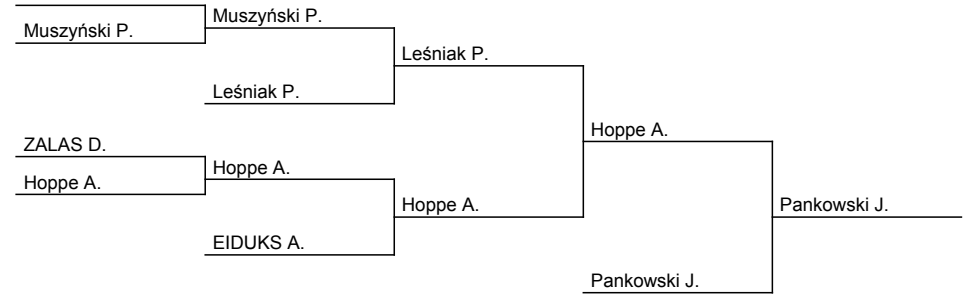 Muszyński P.
Muszyński P.
Leśniak P.
Leśniak P.
ZALAS D.
Hoppe A.
Hoppe A.
EIDUKS A.
Hoppe A.
Hoppe A.
Pankowski J.
Pankowski J.